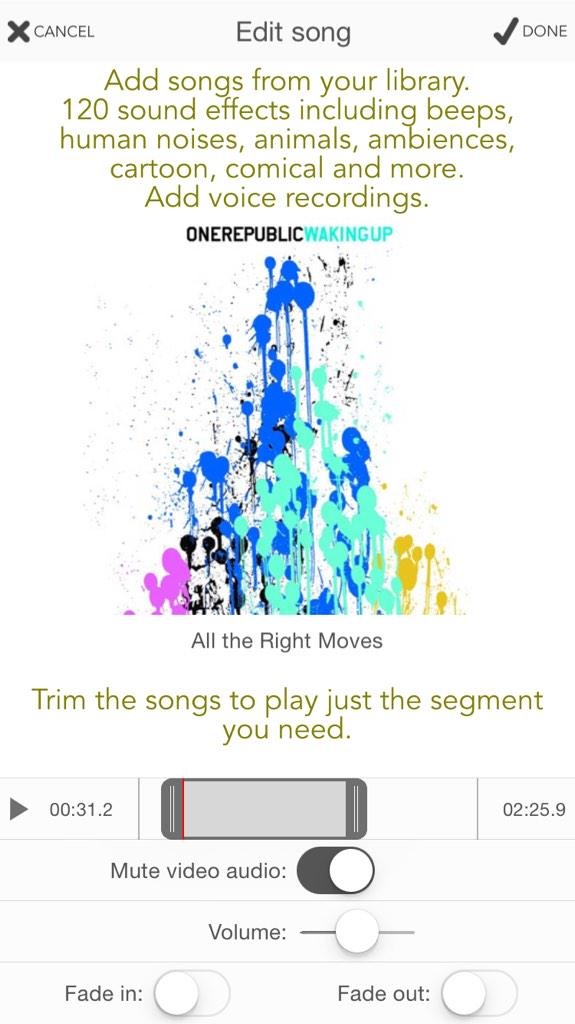 CANCEL
Edit song
DONE
Add songs from your library.
120 sound effects including beeps,
human noises, animals, ambiences,
cartoon, comical and more.
Add voice recordings.
ONEREPUBLICWAKINGUP
All the Right Moves
Trim the songs to play just the segment
you need.
00:31.2
02:25.9
Mute video audio:
Volume:
Fade in:
Fade out: